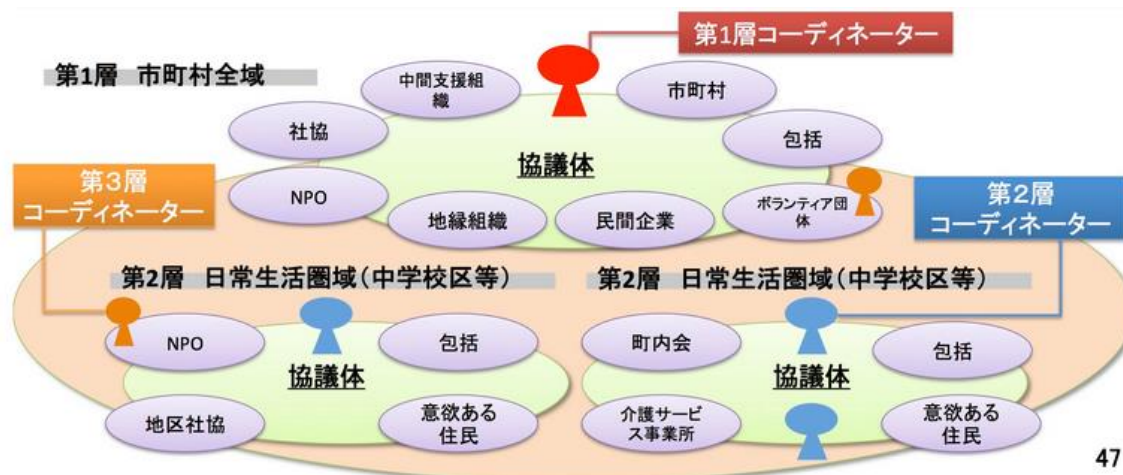 第1層コーディネーター
第1層 市町村全域
中間支援組
織
市町村
社協
包括
協議体
第3層
コーディネーター
NPO
地縁組織
民間企業
ボランティア団
体
第2層
コーディネーター
第2層 日常生活圏域(中学校区等)
第2層 日常生活圏域(中学校区等)
NPO
包括
協議体
地区社協
意欲ある
住民
町内会
包括
協議体
介護サービ
ス事業所
意欲ある
住民
47